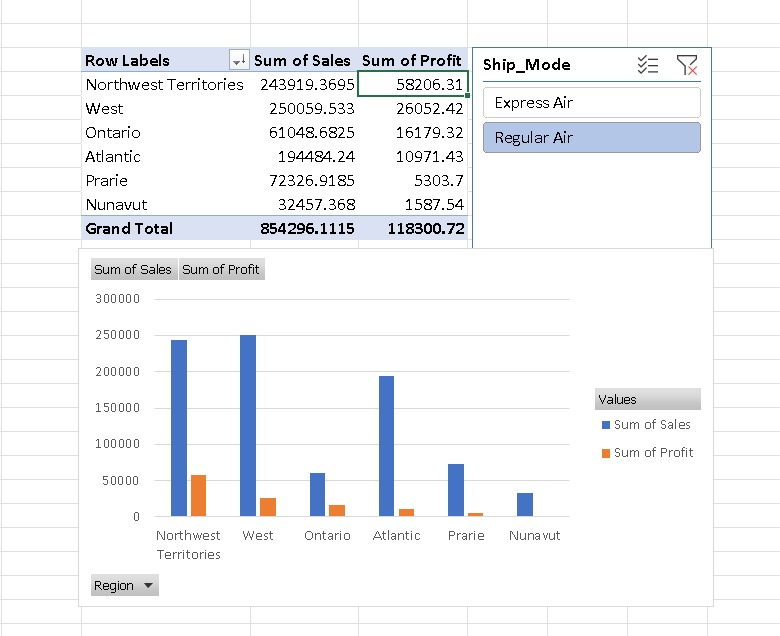 Row Labels Sum of Sales Sum of Profit
Northwest Territories 243919.3695 58206.31
West 250059.533 26052.42
Ontario 61048.6825 16179.32
Atlantic 194484.24 10971.43
Prarie 72326.9185 5303.7
Nunavut 32457.368 1587.54
Grand Total 854296.1115 118300.72
Ship_Mode
Express Air
Regular Air
Sum of Sales Sum of Profit
300000
250000
200000
150000
100000
50000
0
Northwest Territories
West
Ontario
Atlantic
Prarie
Nunavut
Values
Sum of Sales
Sum of Profit
Region